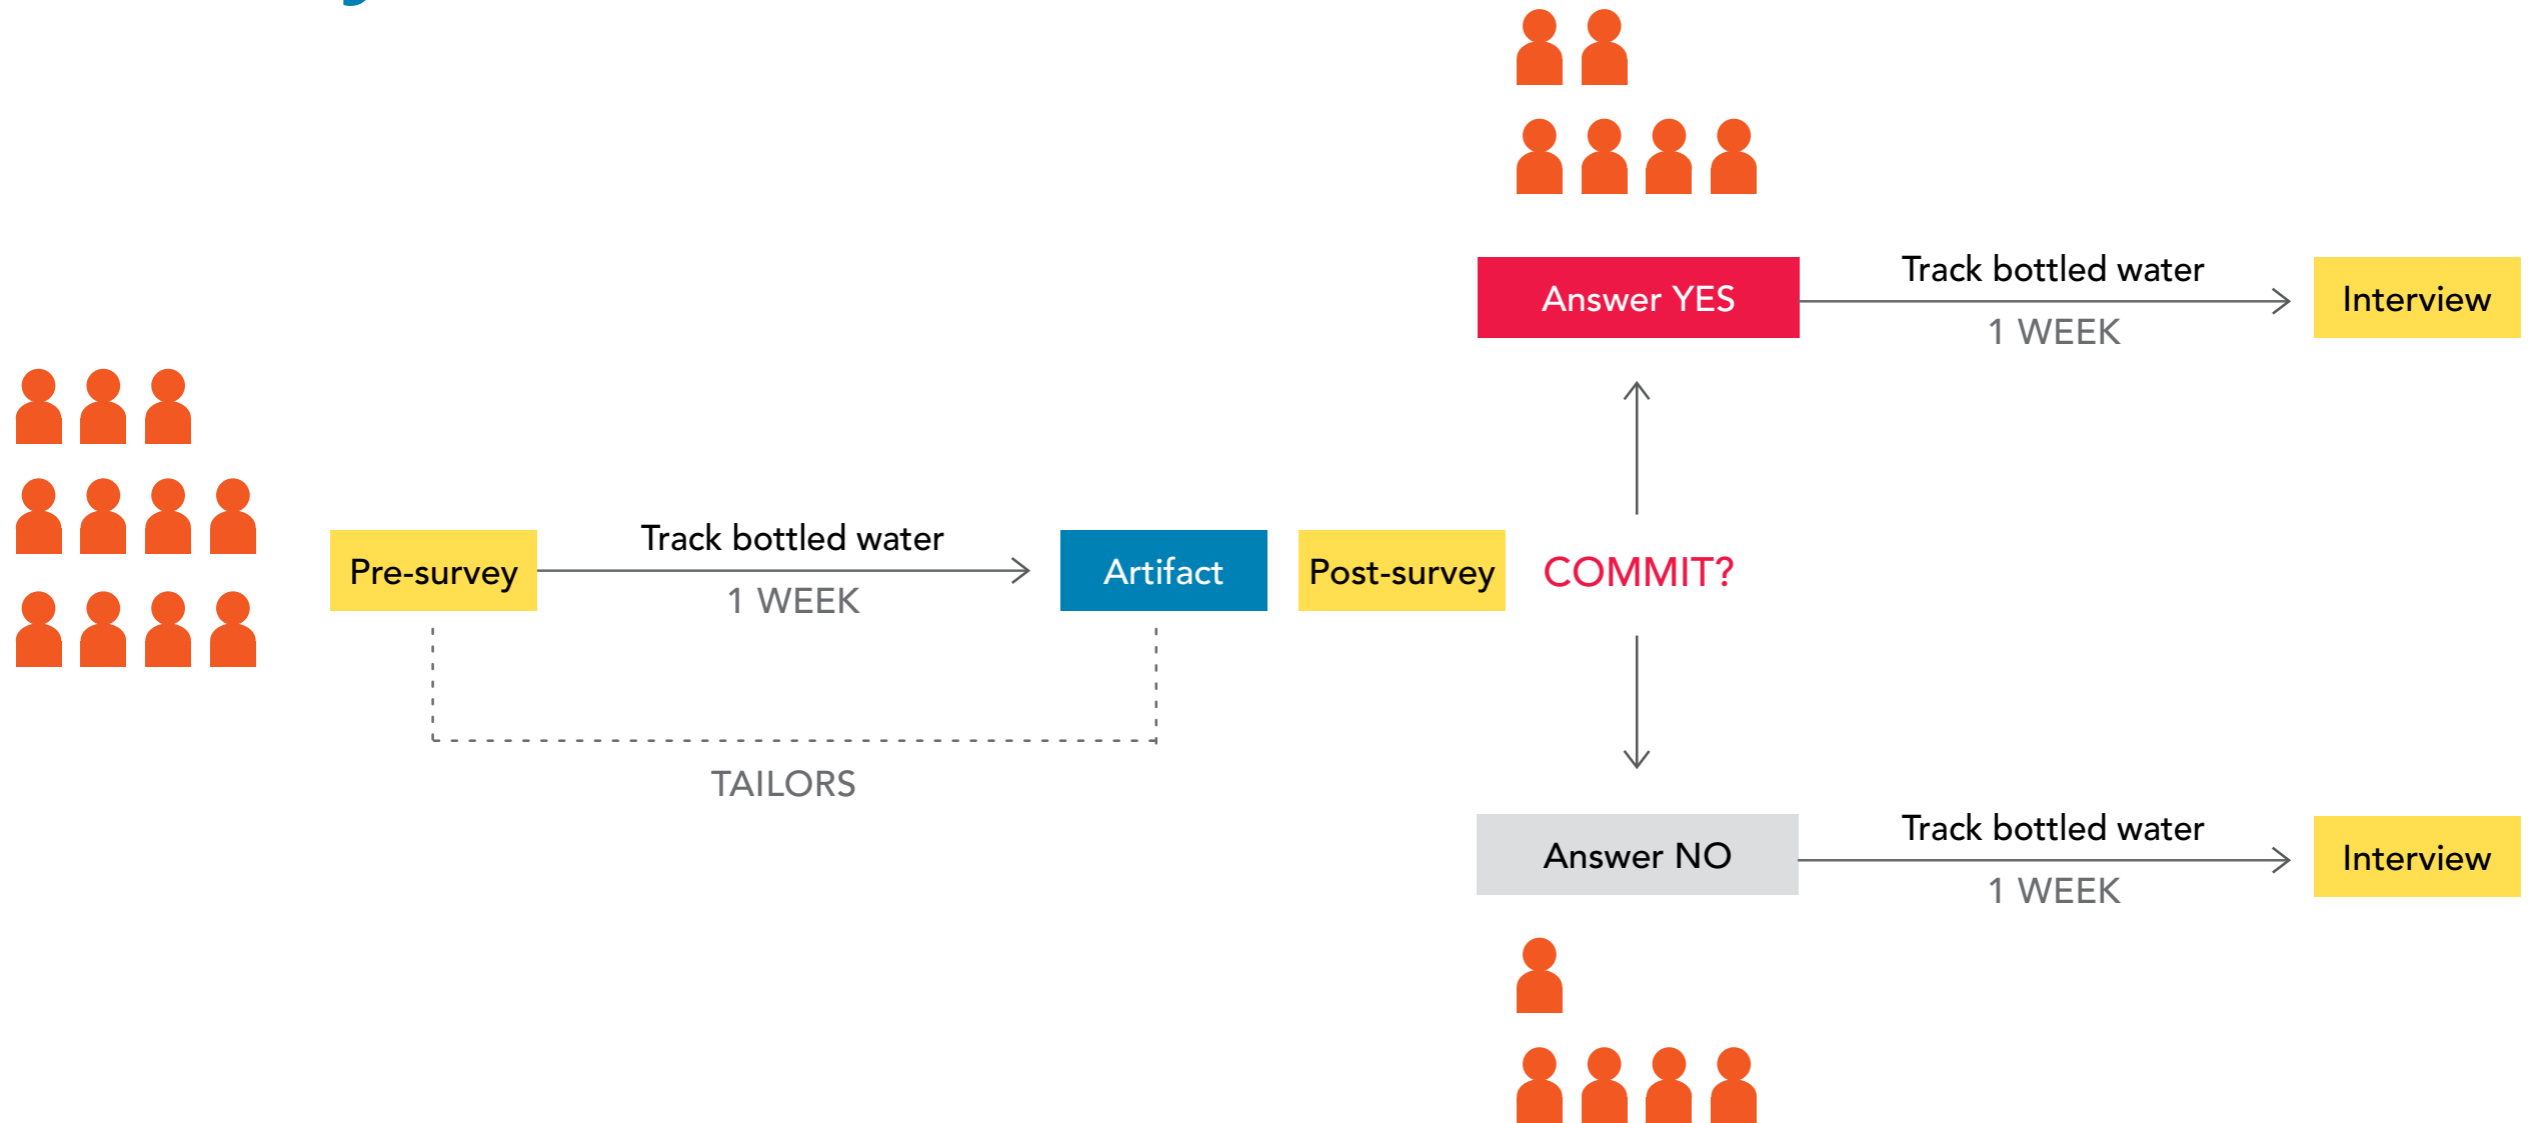 Track bottled water
Answer YES
1 WEEK
Interview
Pre-survey
Track bottled water
1 WEEK
Artifact
Post-survey
COMMIT?
TAILORS
Answer NO
Track bottled water
1 WEEK
Interview